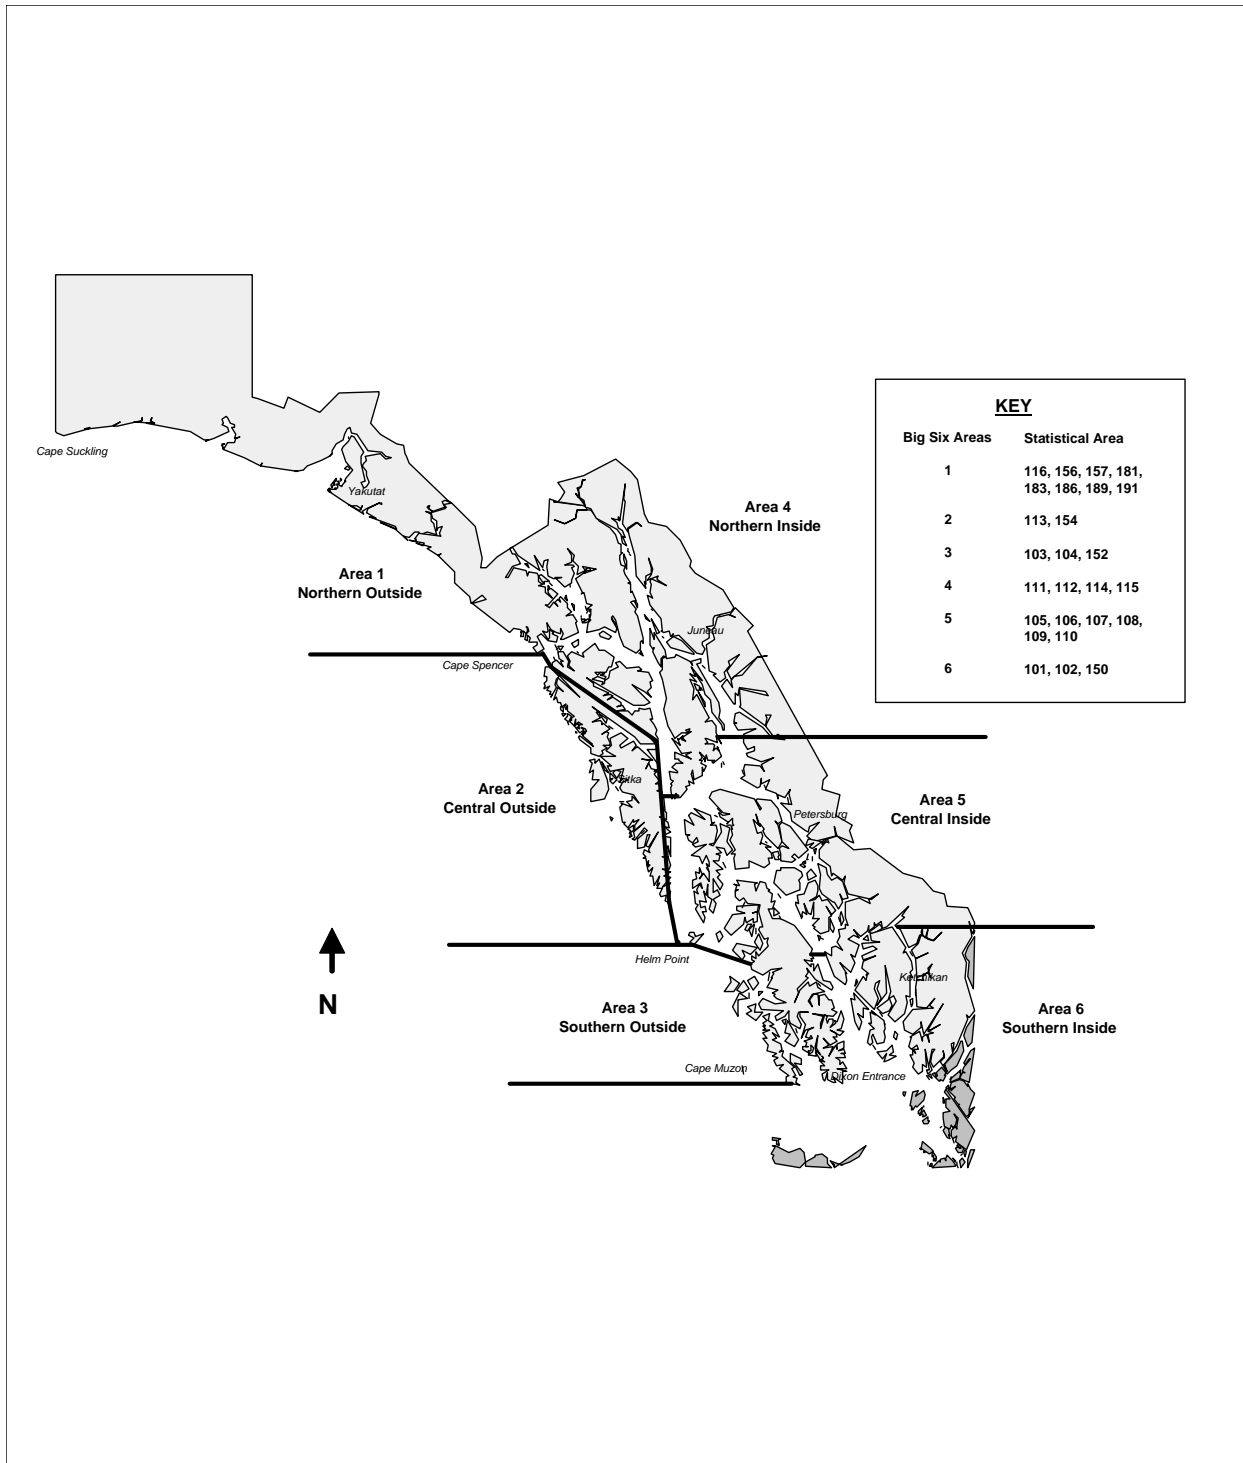 KEY
Big Six Areas Statistical Area
1 116, 156, 157, 181,
183, 186, 189, 191
2 113, 154
3 103, 104, 152
4 111, 112, 114, 115
5 105, 106, 107, 108,
109, 110
6 101, 102, 150
Cape Suckling
Yakutat
Area 4
Northern Inside
Area 1
Northern Outside
Juneau
Cape Spencer
Sitka
Area 2
Central Outside
Area 5
Central Inside
Petersburg
Helm Point
Ketchikan
N
Area 3
Southern Outside
Area 6
Southern Inside
Cape Muzon
Dixon Entrance